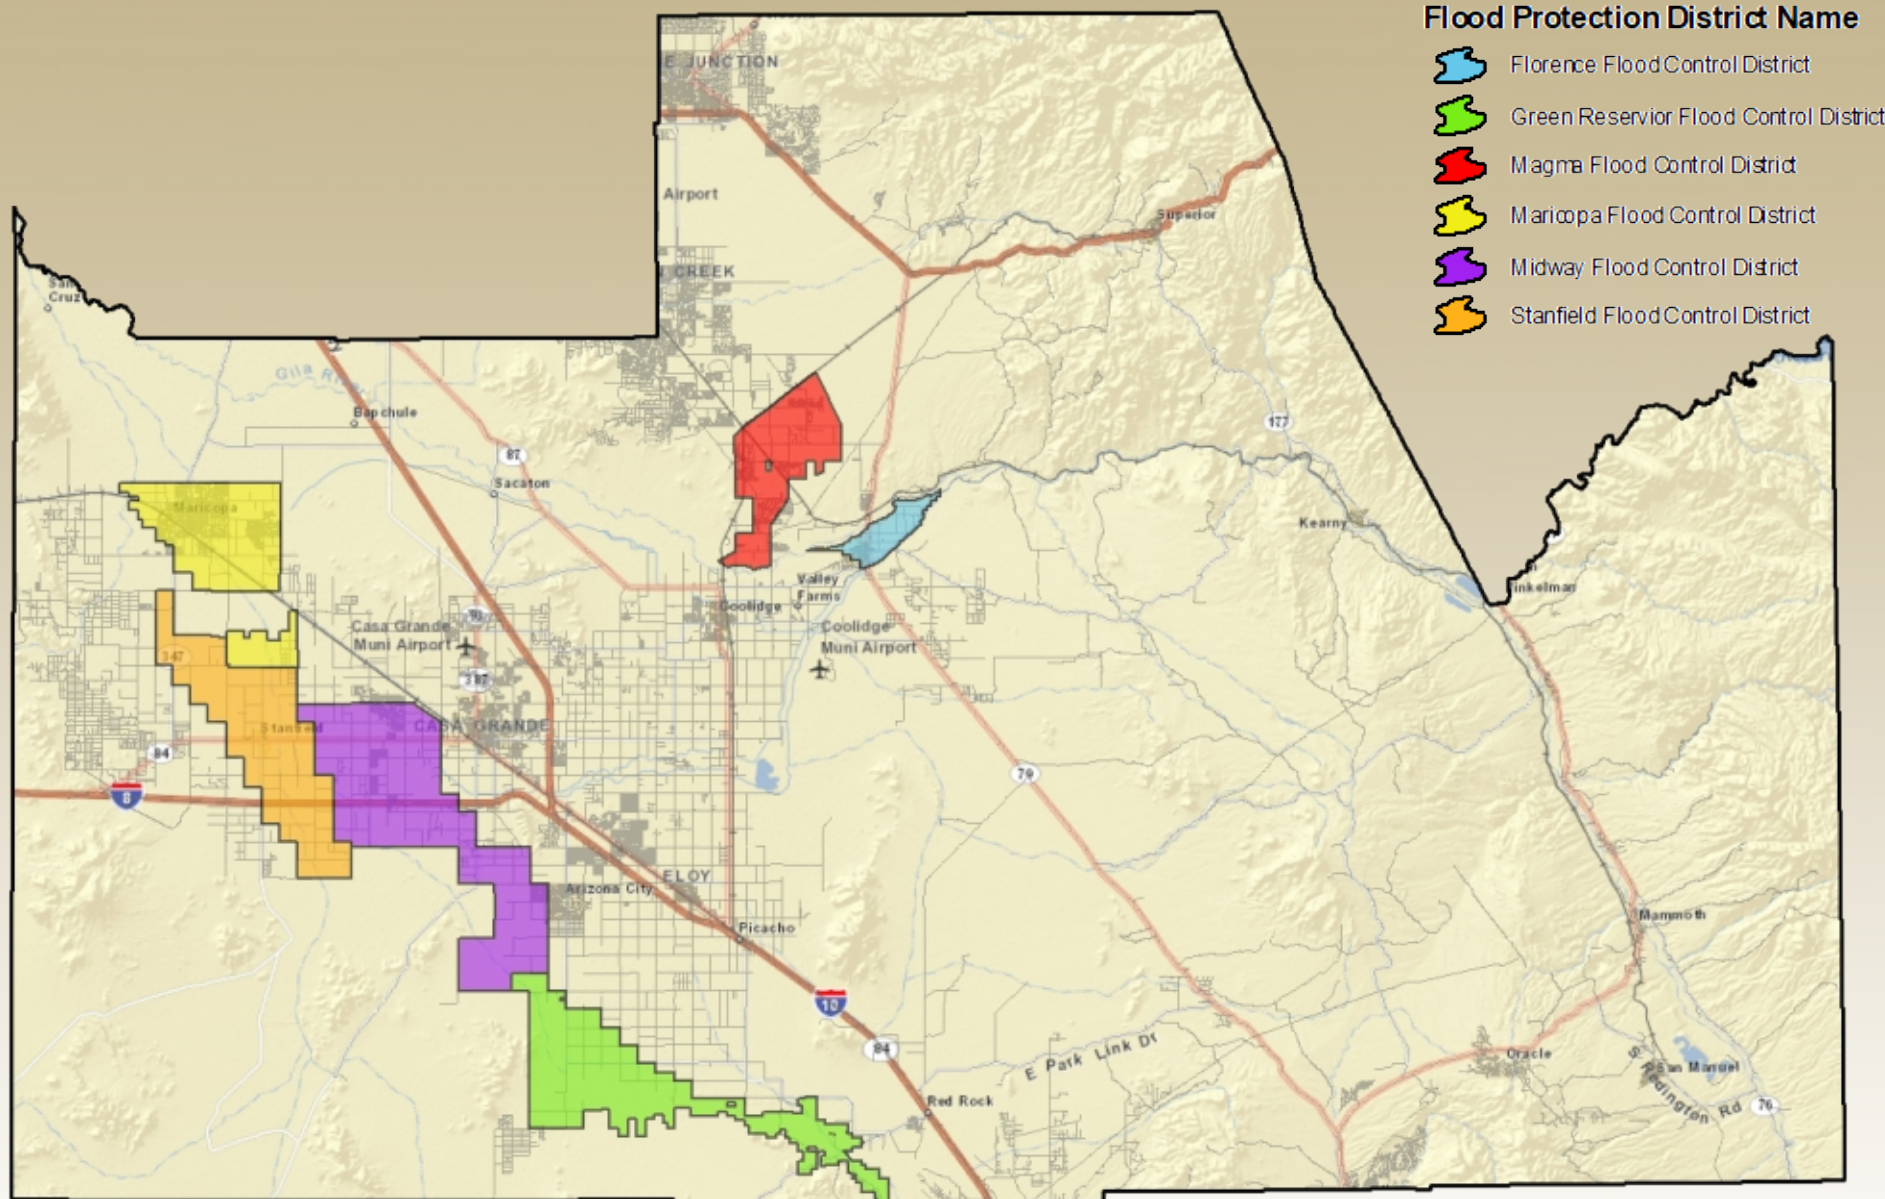 Flood Protection District Name
Florence Flood Control District
Green Reservior Flood Control District
Magma Flood Control District
Maricopa Flood Control District
Midway Flood Control District
Stanfield Flood Control District
E JUNCTION
Airport
Superior
CREEK
San
Cruz
Gila River
Bapchule
177
87
Sacaton
Maricopa
Kearny
Valley
Farms
Coolidge
Casa Grande
Muni Airport
Coolidge
Muni Airport
347
387
Stanfield
CASA GRANDE
84
8
79
ELOY
Arizona City
Picacho
Mammoth
10
84
E Park Link Dr
Oracle
San Manuel
S Redington Rd
76
Red Rock